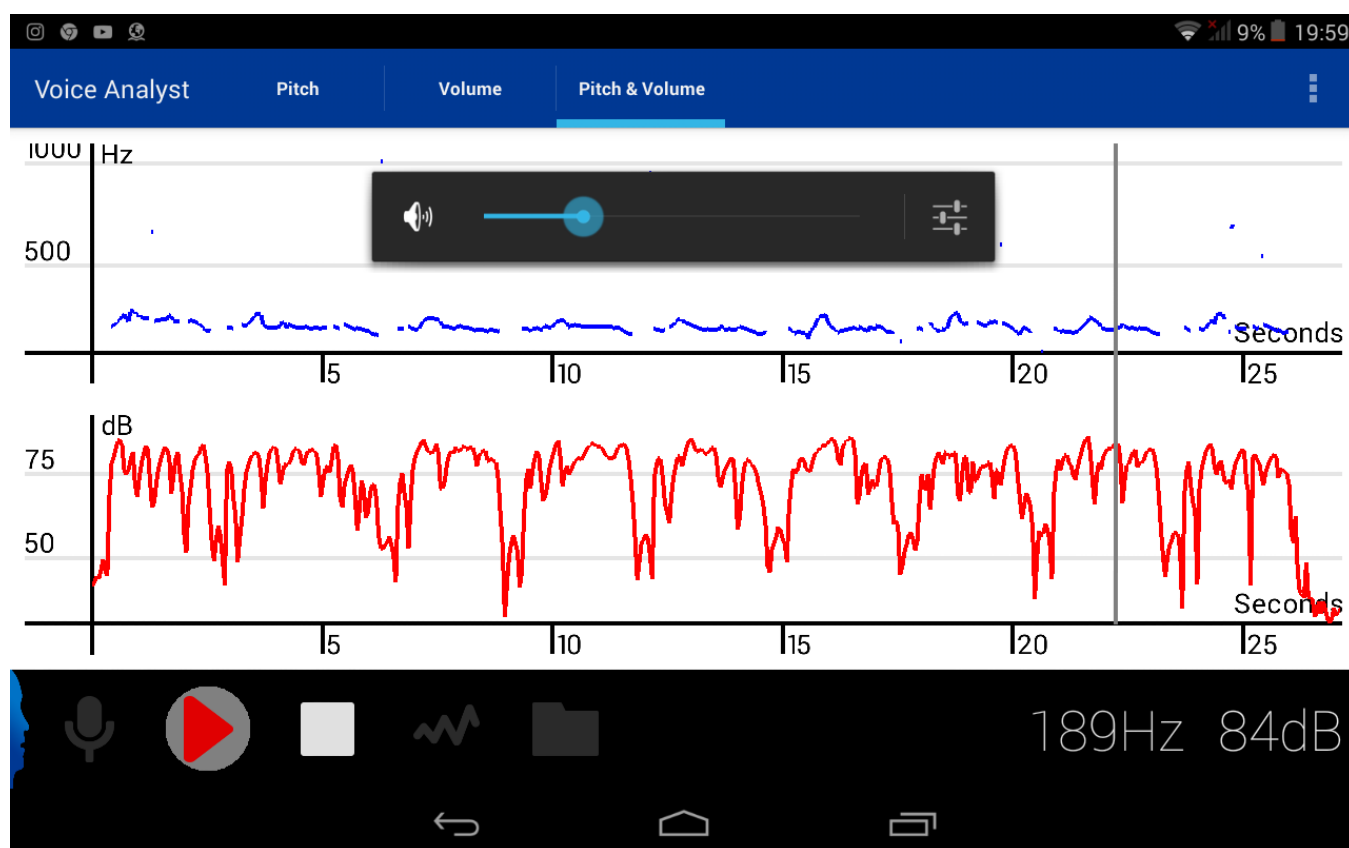 9% 19:59
Voice Analyst Pitch Volume Pitch & Volume
1000 Hz
500
Seconds
5 10 15 20 25
dB
75
50
Seconds
5 10 15 20 25
189Hz 84dB